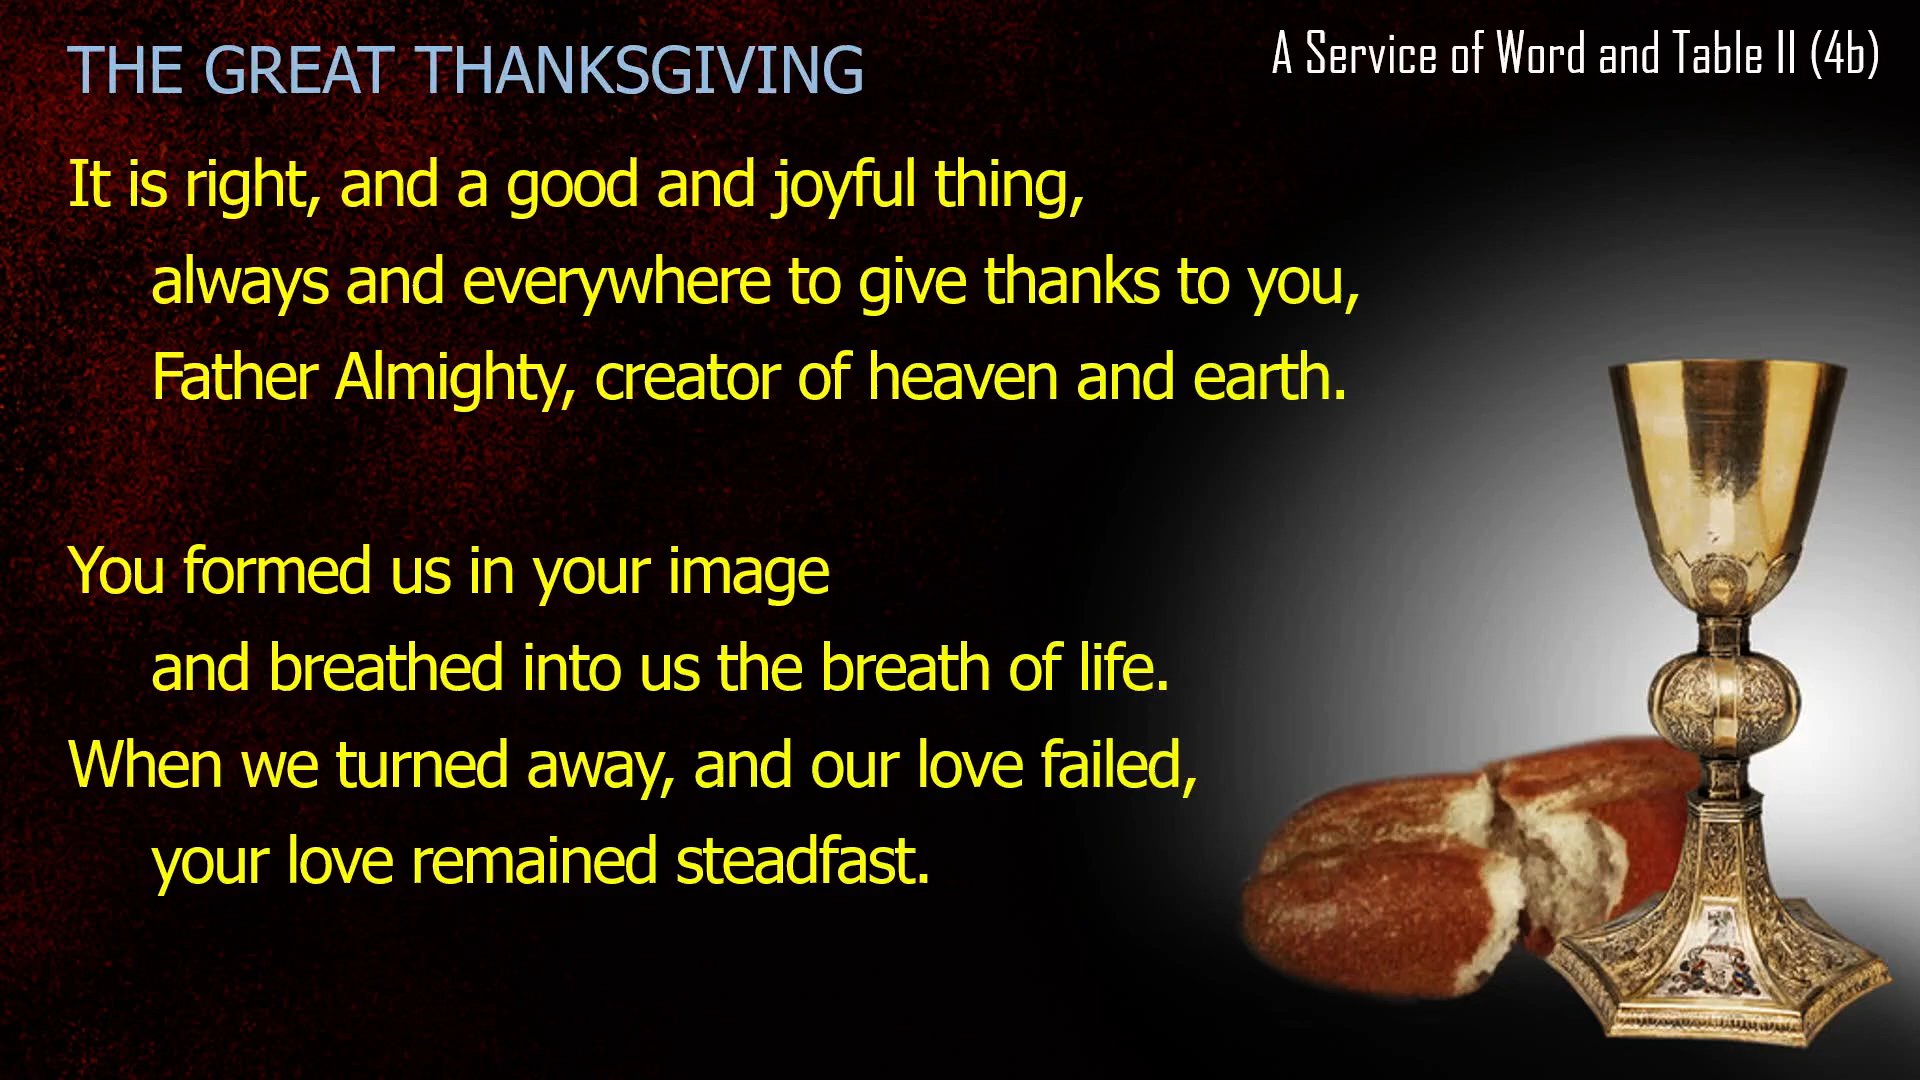 THE GREAT THANKSGIVING
A Service of Word and Table II (4b)
It is right, and a good and joyful thing,
always and everywhere to give thanks to you,
Father Almighty, creator of heaven and earth.
You formed us in your image
and breathed into us the breath of life.
When we turned away, and our love failed,
your love remained steadfast.